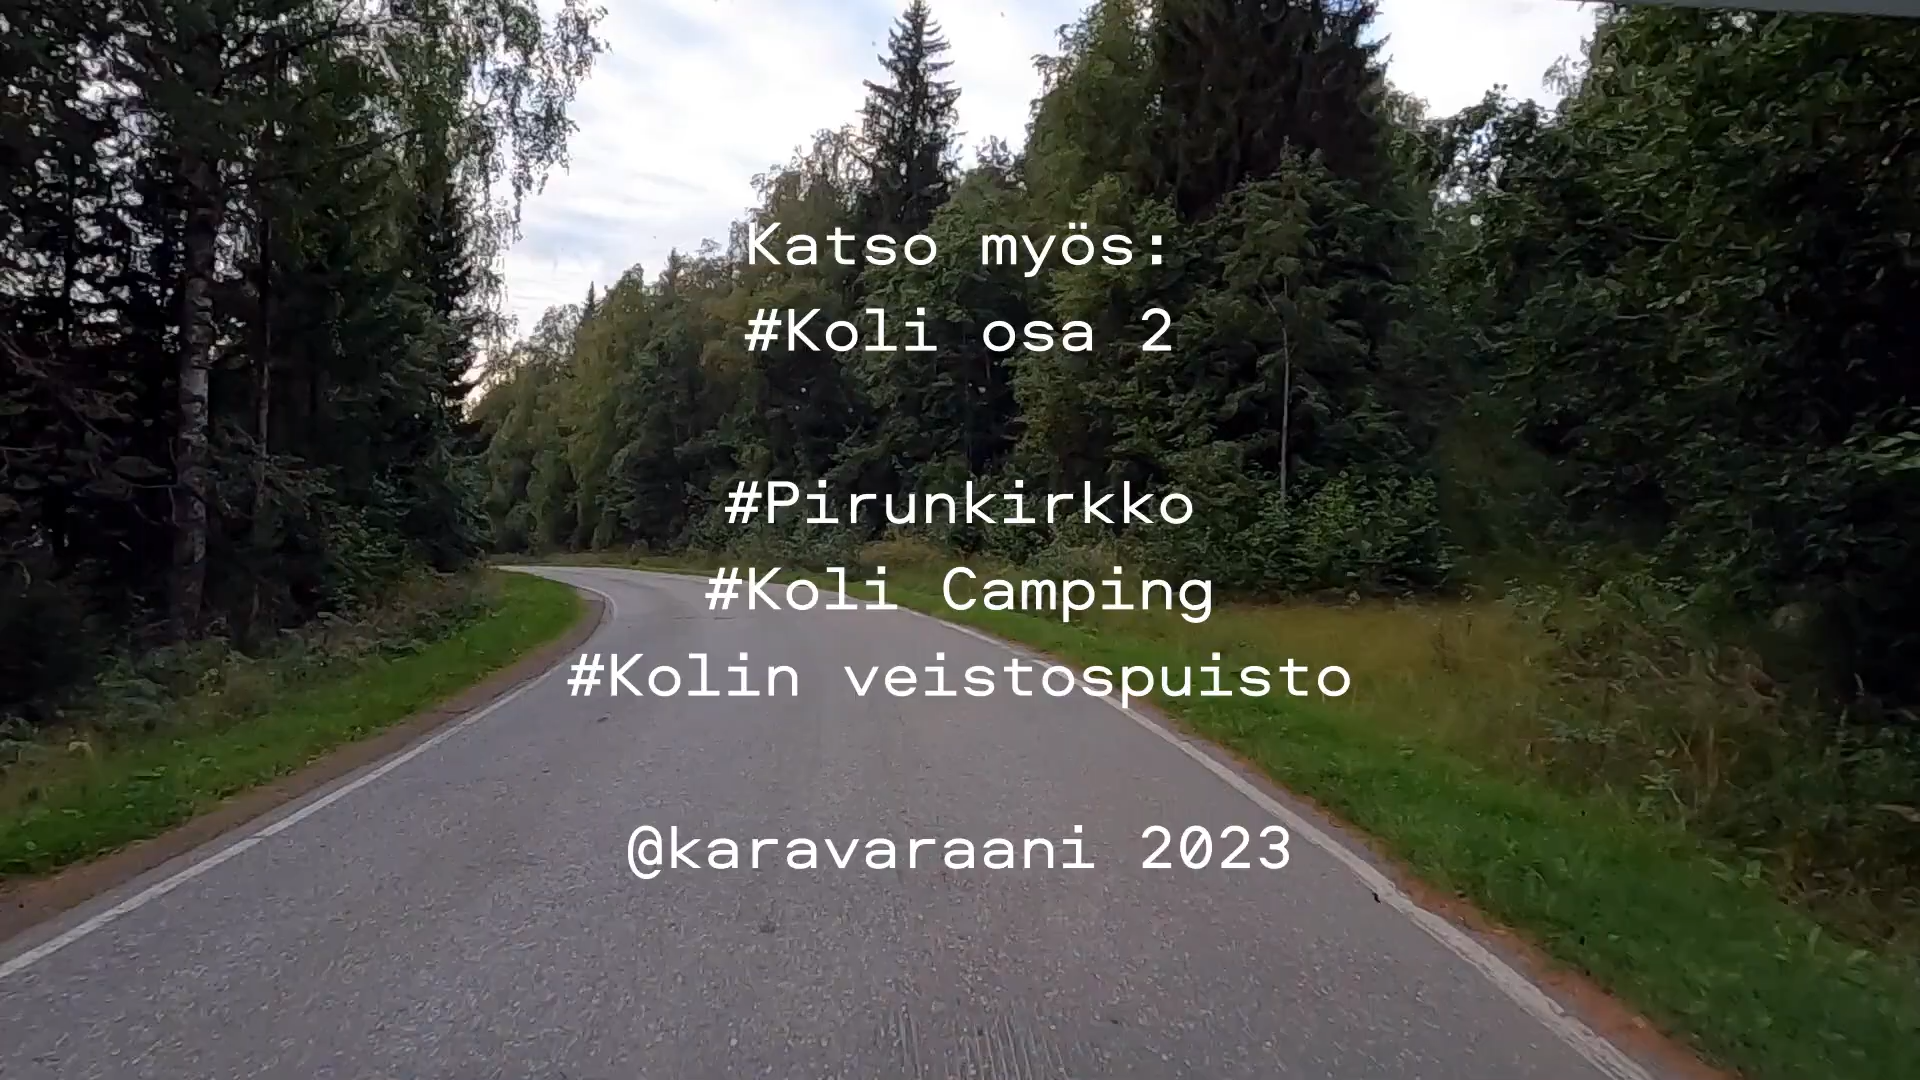 Katso myös:
#Koli osa 2
#Pirunkirkko
#Koli Camping
#Kolin veistospuisto
@karavaraani 2023